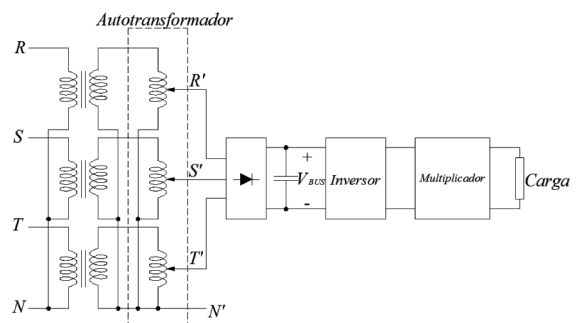 Autotransformador
R
R'
S
S'
+
V BUS
-
Inversor
Multiplicador
Carga
T
T'
N
N'